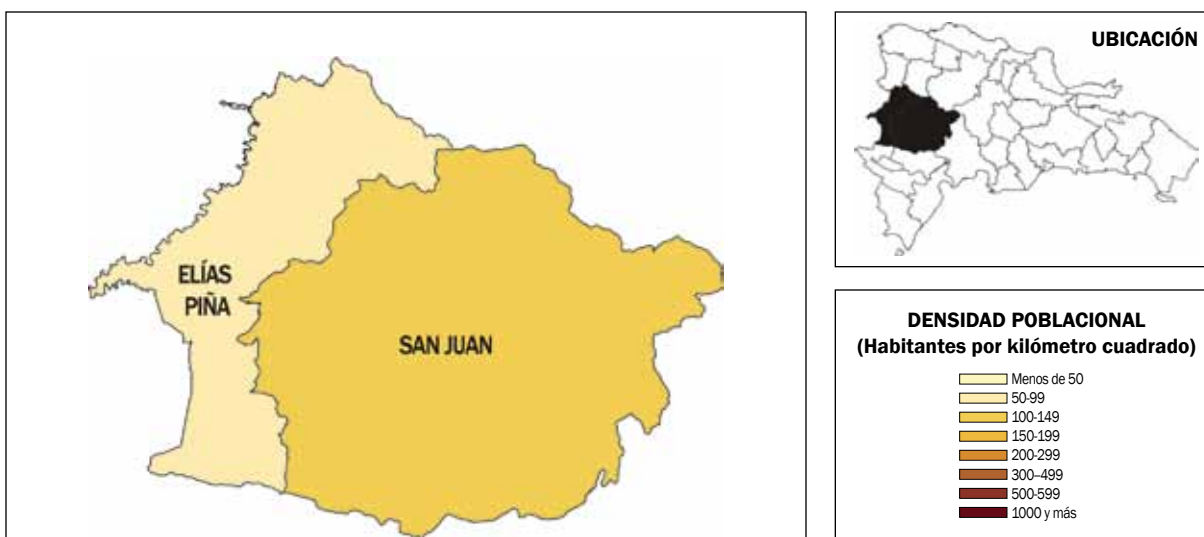 ELÍAS
PIÑA
SAN JUAN
UBICACIÓN
DENSIDAD POBLACIONAL
(Habitantes por kilómetro cuadrado)
Menos de 50
50-99
100-149
150-199
200-299
300–499
500-599
1000 y más